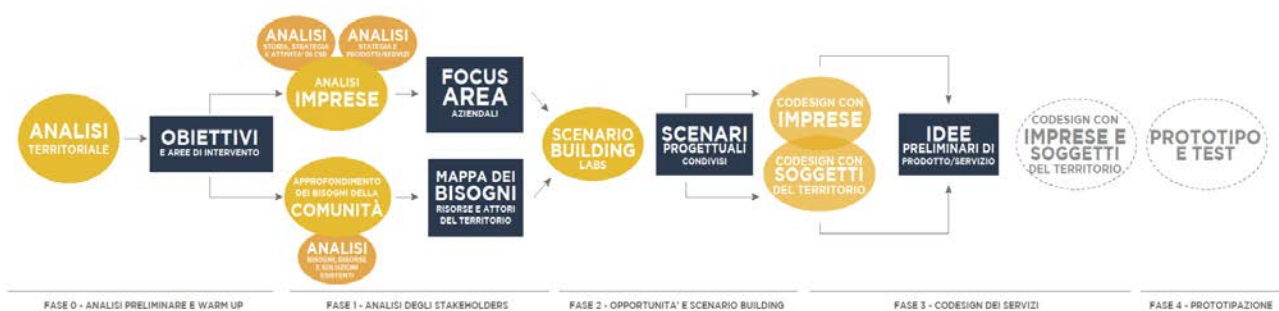 ANALISI
TERRITORIALE
OBIETTIVI
E AREE DI INTERVENTO
ANALISI
STORIA, STRATEGIA
E ATTIVITA' DI CSR
ANALISI
STATEGIA E
PRODOTTI/SERVIZI
ANALISI
IMPRESE
APPROFONDIMENTO
DEI BISOGNI DELLA
COMUNITÀ
ANALISI
BISOGNI, RISORSE
E SOLUZIONI
ESISTENTI
FOCUS
AREA
AZIENDALI
MAPPA DEI
BISOGNI
RISORSE E ATTORI
DEL TERRITORIO
SCENARIO
BUILDING
LABS
SCENARI
PROGETTUALI
CONDIVISI
CODESIGN CON
IMPRESE
CODESIGN CON
SOGGETTI
DEL TERRITORIO
IDEE
PRELIMINARI DI
PRODOTTO/SERVIZIO
CODESIGN CON
IMPRESE E
SOGGETTI
DEL TERRITORIO
PROTOTIPO
E TEST
FASE 0 - ANALISI PRELIMINARE E WARM UP
FASE 1 - ANALISI DEGLI STAKEHOLDERS
FASE 2 - OPPORTUNITA' E SCENARIO BUILDING
FASE 3 - CODESIGN DEI SERVIZI
FASE 4 - PROTOTIPAZIONE